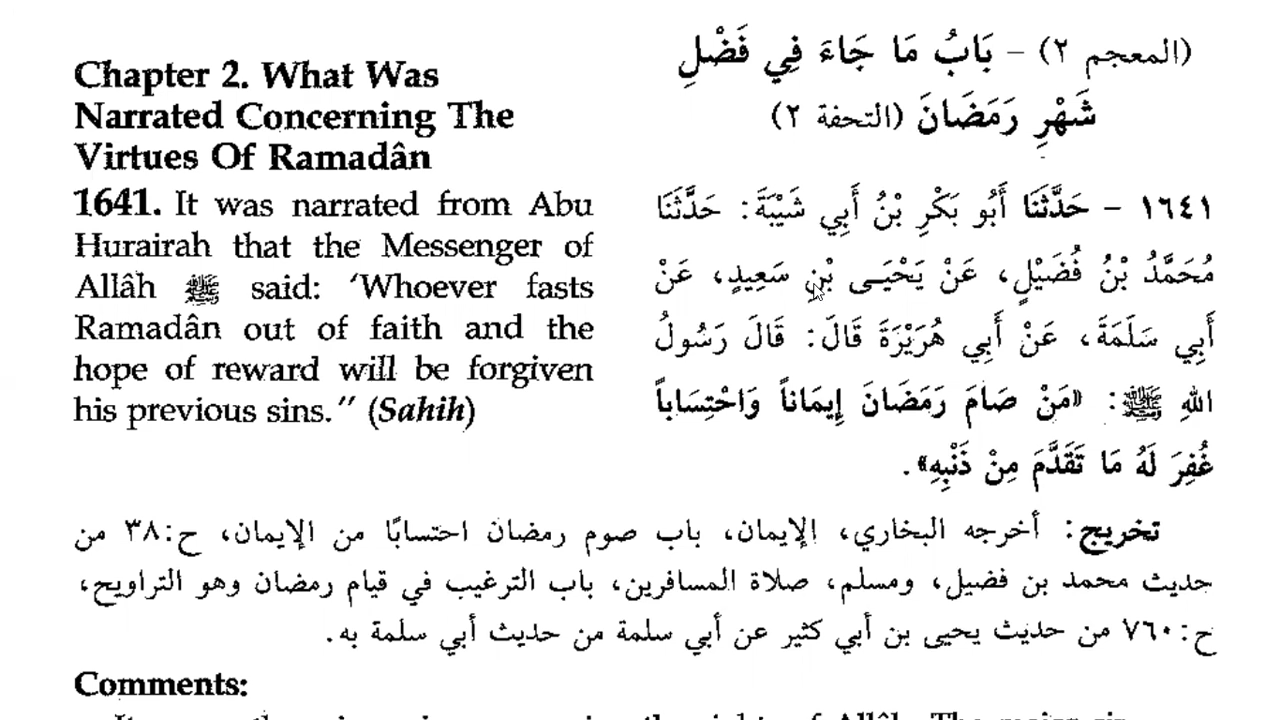 Chapter 2. What Was
Narrated Concerning The
Virtues Of Ramadân
(المعجم ٢) – بَابُ مَا جَاءَ فِي فَضْلِ
شَهْرِ رَمَضَانَ (التحفة ٢)
1641. It was narrated from Abu
Hurairah that the Messenger of
Allâh ﷺ said: ‘Whoever fasts
Ramadân out of faith and the
hope of reward will be forgiven
his previous sins.” (Sahih)
١٦٤١ – حَدَّثَنَا أَبُو بَكْرِ بْنُ أَبِي شَيْبَةَ: حَدَّثَنَا
مُحَمَّدُ بْنُ فُضَيْلٍ، عَنْ يَحْيَى بْنِ سَعِيدٍ، عَنْ
أَبِي سَلَمَةَ، عَنْ أَبِي هُرَيْرَةَ قَالَ: قَالَ رَسُولُ
اللهِ ﷺ: «مَنْ صَامَ رَمَضَانَ إِيمَاناً وَاحْتِسَاباً
غُفِرَ لَهُ مَا تَقَدَّمَ مِنْ ذَنْبِهِ».
تخريج: أخرجه البخاري، الإيمان، باب صوم رمضان احتسابًا من الإيمان، ح:٣٨ من
حديث محمد بن فضيل، ومسلم، صلاة المسافرين، باب الترغيب في قيام رمضان وهو التراويح،
ح:٧٦٠ من حديث يحيى بن أبي كثير عن أبي سلمة من حديث أبي سلمة به.
Comments: